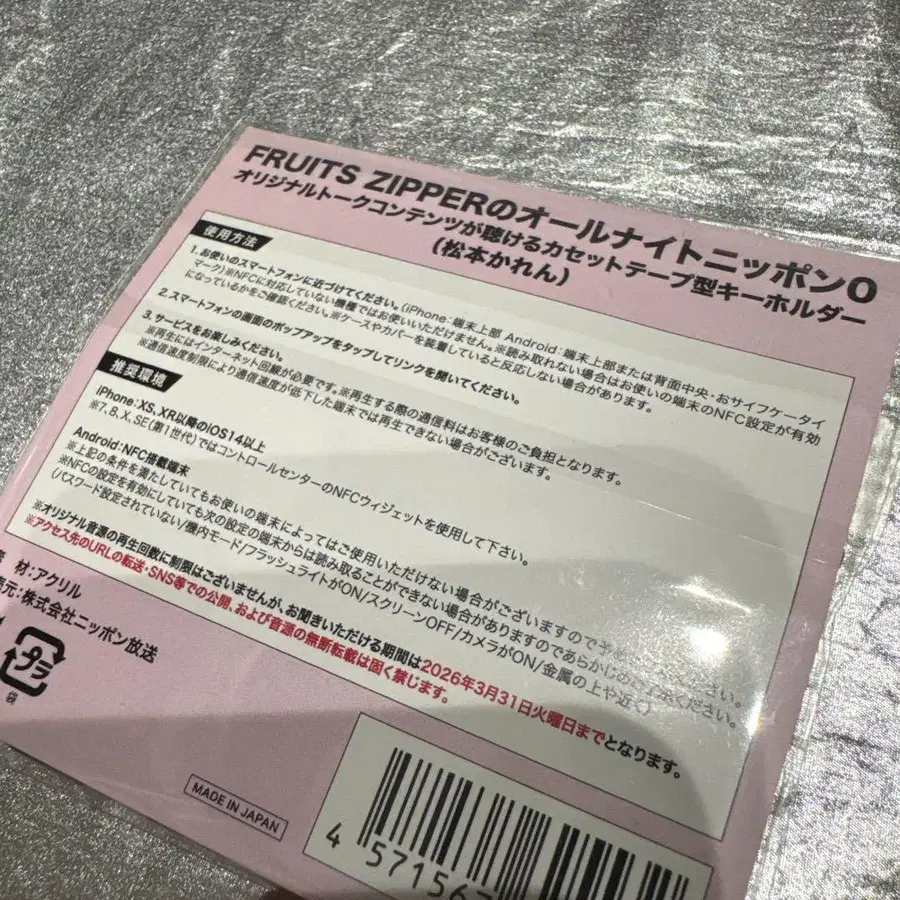 FRUITS ZIPPERのオールナイトニッポン0
オリジナルトークコンテンツが聴けるカセットテープ型キーホルダー
(松本かれん)
使用方法
1. お使いのスマートフォンに近づけてください。(iPhone:端末上部 Android:端末上部または背面中央・おサイフケータイ
マーク)※NFCに対応していない機種ではお使いいただけません。※読み取れない場合はお使いの端末のNFC設定が有効
になっているかをご確認ください。※ケースやカバーを装着していると反応しない場合があります。
2. スマートフォンの画面のポップアップをタップしてリンクを開いてください。
3. サービスをお楽しみください。
※再生にはインターネット回線が必要です。※再生する際の通信料はお客様のご負担となります。
※通信速度制限により通信速度が低下した端末では再生できない場合がございます。
推奨環境
iPhone:XS、XR以降のiOS14以上
※7、8、X、SE(第1世代)ではコントロールセンターのNFCウィジェットを使用して下さい。
Android:NFC搭載端末
※上記の条件を満たしていてもお使いの端末によってはご使用いただけない場合がございますので
※NFCの設定を有効にしていても次の設定の端末からは読み取ることができない場合がありますのであらかじめ
(パスワード設定されていない/機内モード/フラッシュライトがON/スクリーンOFF/カメラがON/金属の上や近く)
※オリジナル音源の再生回数に制限はございませんが、お聞きいただける期間は2026年3月31日火曜日までとなります。
※アクセス先のURLの転送・SNS等での公開、および音源の無断転載は固く禁じます。
材:アクリル
元:株式会社ニッポン放送
プラ
袋
MADE IN JAPAN
4 571567